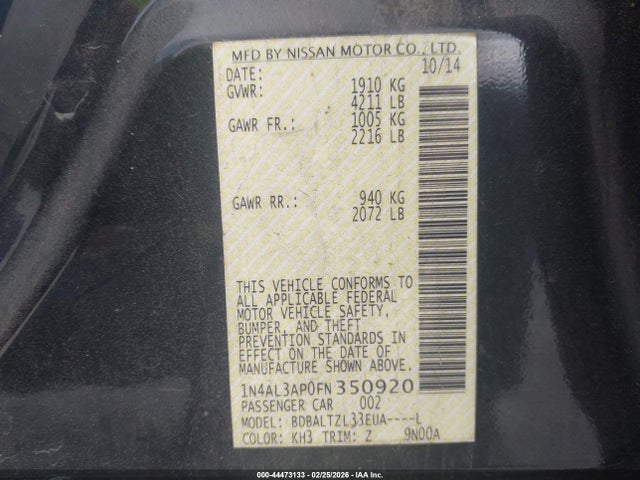 MFD BY NISSAN MOTOR CO., LTD.
DATE: 10/14
GVWR: 1910 KG
4211 LB
GAWR FR.: 1005 KG
2216 LB
GAWR RR.: 940 KG
2072 LB
THIS VEHICLE CONFORMS TO
ALL APPLICABLE FEDERAL
MOTOR VEHICLE SAFETY,
BUMPER, AND THEFT
PREVENTION STANDARDS IN
EFFECT ON THE DATE OF
MANUFACTURE SHOWN ABOVE.
1N4AL3AP0FN350920
PASSENGER CAR 002
MODEL: BDBALTZL33EUA----L
COLOR: KH3 TRIM: Z 9N00A
000-44473133 - 02/25/2026 - IAA Inc.